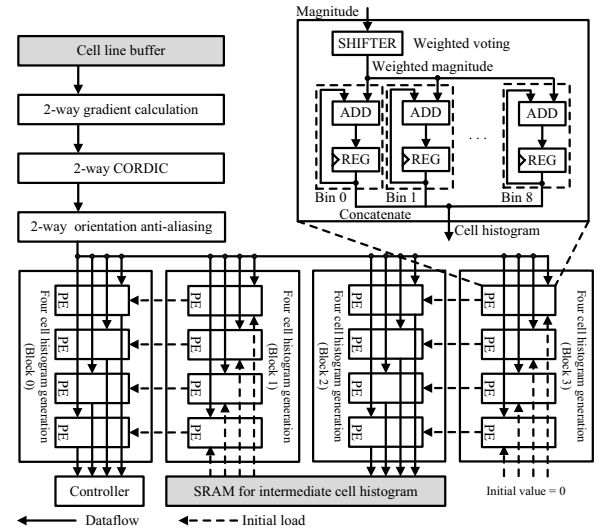 Cell line buffer
2-way gradient calculation
2-way CORDIC
2-way orientation anti-aliasing
Magnitude
SHIFTER
Weighted voting
Weighted magnitude
ADD
ADD
ADD
. . .
REG
REG
REG
Bin 0
Bin 1
Bin 8
Concatenate
Cell histogram
PE
PE
PE
PE
Four cell histogram generation
(Block 0)
PE
PE
PE
PE
Four cell histogram generation
(Block 1)
PE
PE
PE
PE
Four cell histogram generation
(Block 2)
PE
PE
PE
PE
Four cell histogram generation
(Block 3)
Controller
SRAM for intermediate cell histogram
Initial value = 0
Dataflow
Initial load